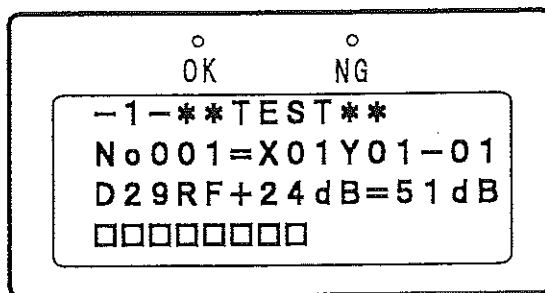 OK NG
-1-**TEST**
No001=X01Y01-01
D29RF+24dB=51dB
□□□□□□□□